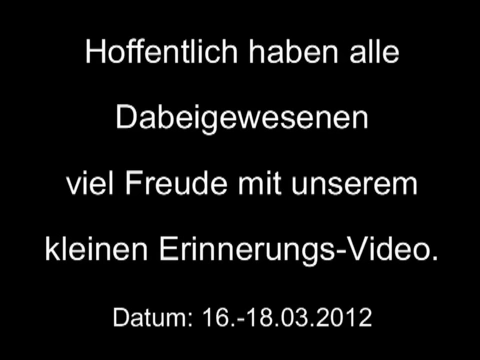 Hoffentlich haben alle
Dabeigewesenen
viel Freude mit unserem
kleinen Erinnerungs-Video.
Datum: 16.-18.03.2012